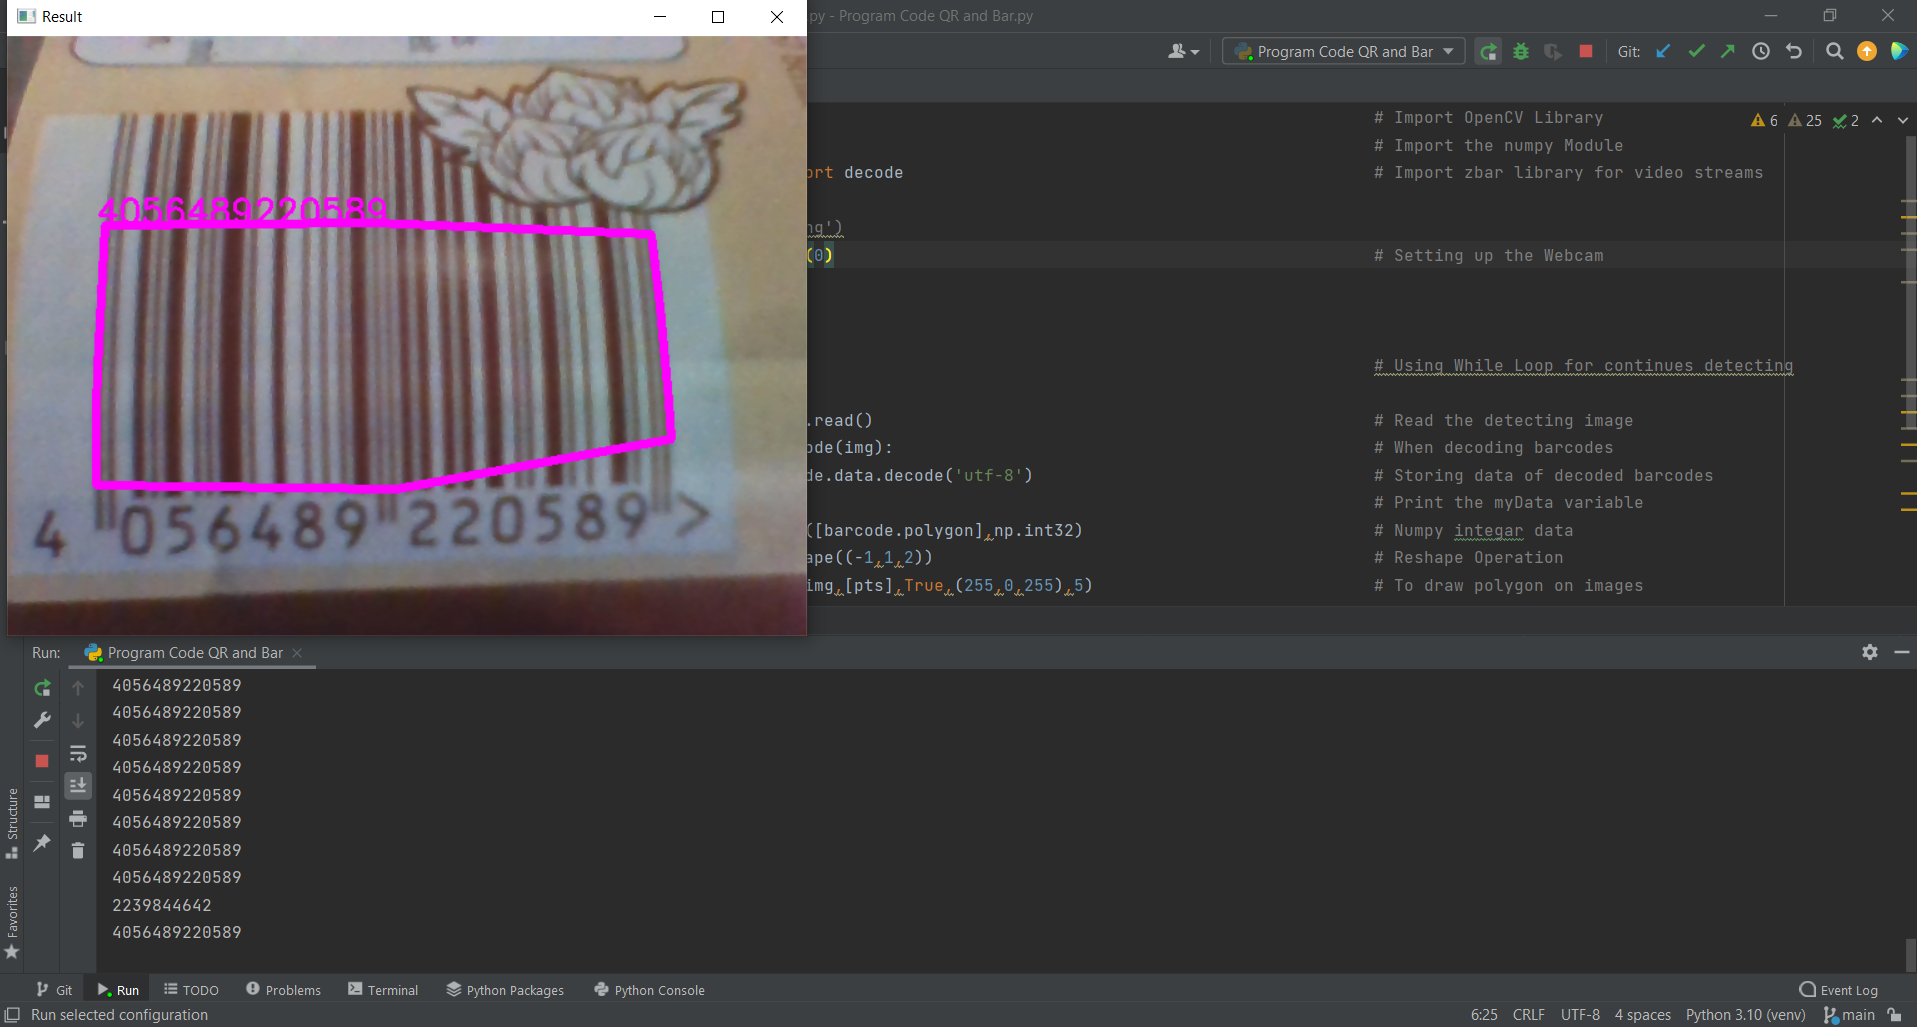 Result
.py - Program Code QR and Bar.py
Program Code QR and Bar
Git:
# Import OpenCV Library
6 25 2
# Import the numpy Module
ort decode # Import zbar library for video streams
ng')
(0) # Setting up the Webcam
# Using While Loop for continues detecting
.read() # Read the detecting image
ode(img): # When decoding barcodes
de.data.decode('utf-8') # Storing data of decoded barcodes
# Print the myData variable
([barcode.polygon],np.int32) # Numpy integar data
ape((-1,1,2)) # Reshape Operation
img,[pts],True,(255,0,255),5) # To draw polygon on images
4056489220589
4 056489 220589 >
Run: Program Code QR and Bar
4056489220589
4056489220589
4056489220589
4056489220589
4056489220589
4056489220589
4056489220589
4056489220589
2239844642
4056489220589
Structure
Favorites
Git Run TODO Problems Terminal Python Packages Python Console Event Log
Run selected configuration 6:25 CRLF UTF-8 4 spaces Python 3.10 (venv) main